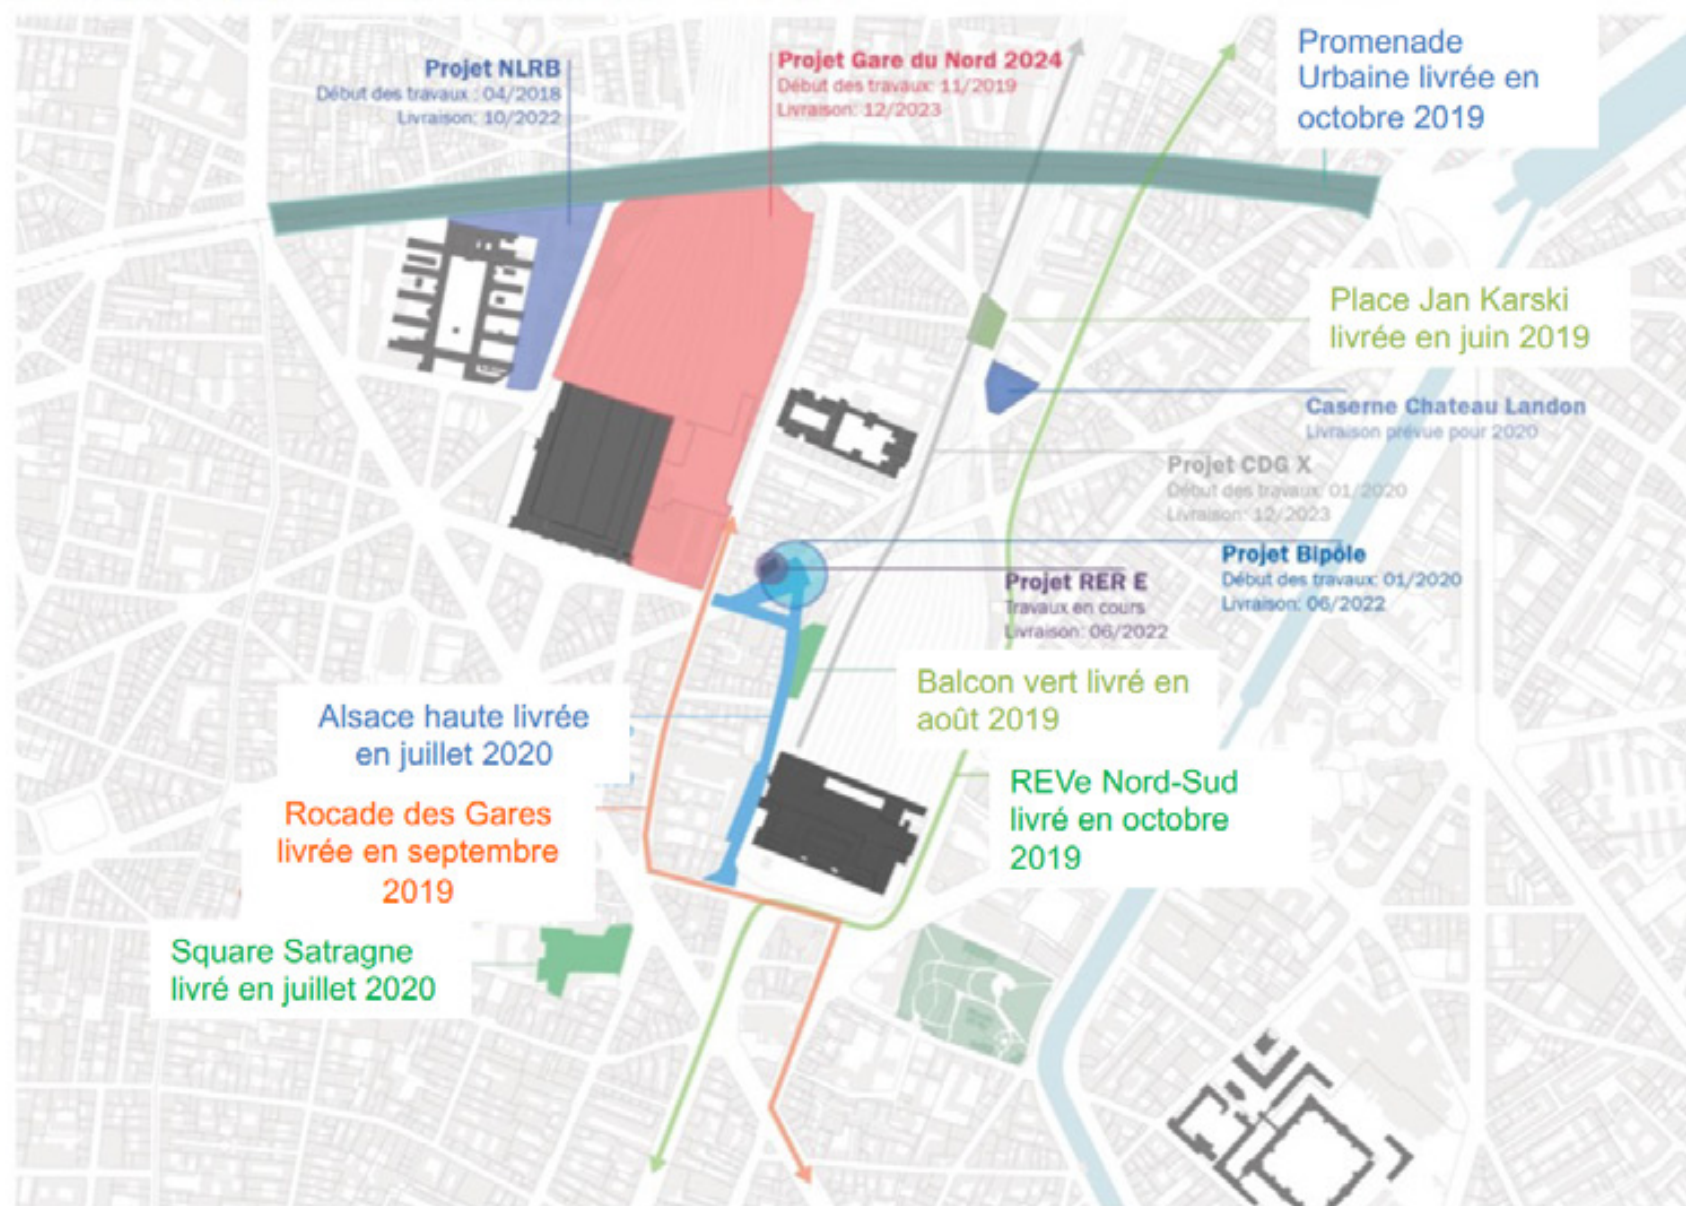 Projet NLRB
Début des travaux : 04/2018
Livraison: 10/2022
Projet Gare du Nord 2024
Début des travaux: 11/2019
Livraison: 12/2023
Promenade
Urbaine livrée en
octobre 2019
Place Jan Karski
livrée en juin 2019
Caserne Chateau Landon
Livraison prévue pour 2020
Projet CDG X
Début des travaux: 01/2020
Livraison: 12/2023
Projet Bipôle
Début des travaux: 01/2020
Livraison: 06/2022
Projet RER E
Travaux en cours
Livraison: 06/2022
Balcon vert livré en
août 2019
Alsace haute livrée
en juillet 2020
REVe Nord-Sud
livré en octobre
2019
Rocade des Gares
livrée en septembre
2019
Square Satragne
livré en juillet 2020